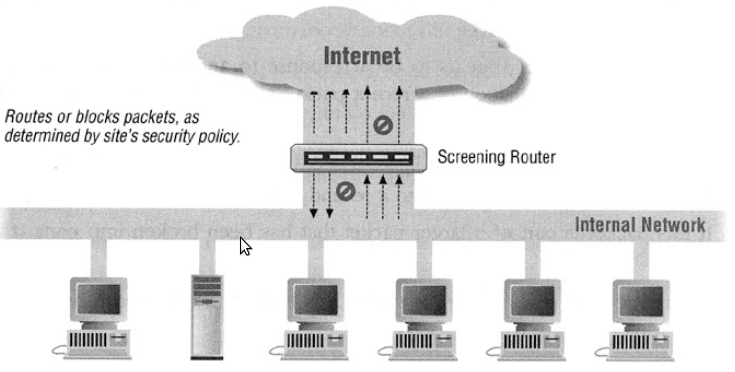 Internet
Routes or blocks packets, as
determined by site's security policy.
Screening Router
Internal Network